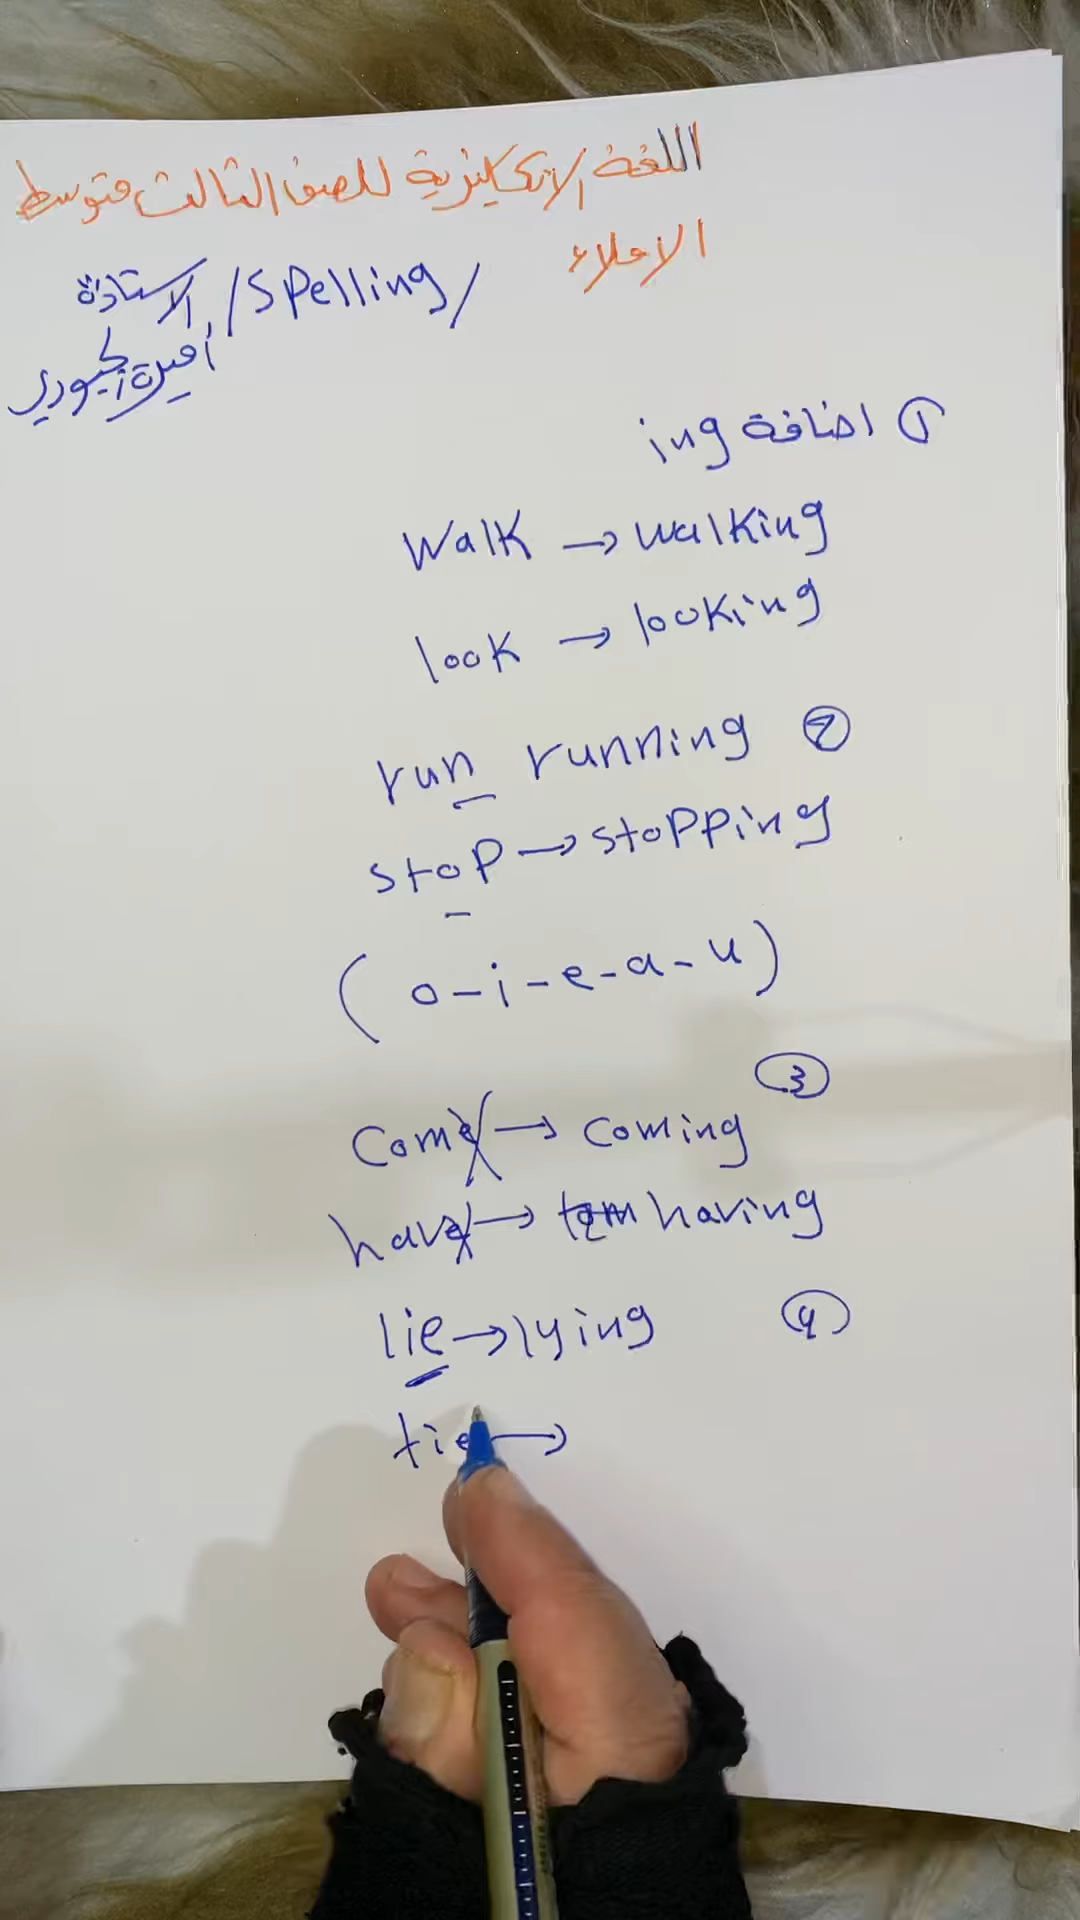 اللغة الانكليزية للصف الثالث متوسط
الاملاء /Spelling/ الاستاذة
أميرة الجبوري
① اضافة ing
Walk → walking
look → looking
run running ②
stop → stopping
( o - i - e - a - u )
③
Come → Coming
have → having
lie → lying ④
tie →